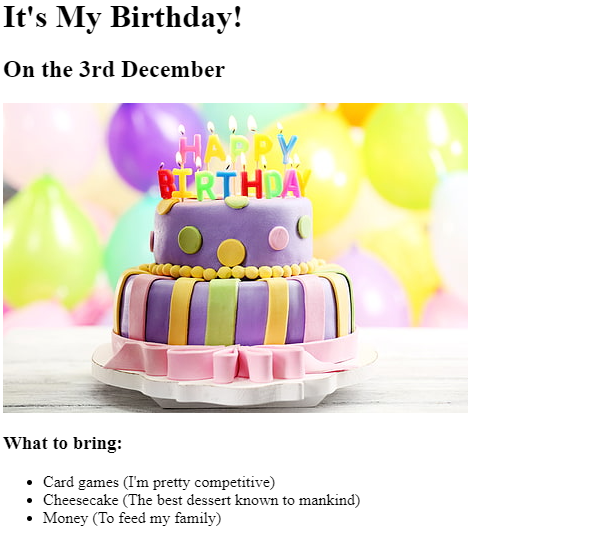 It's My Birthday!
On the 3rd December
HAPPY
BIRTHDAY
What to bring:
Card games (I'm pretty competitive)
Cheesecake (The best dessert known to mankind)
Money (To feed my family)